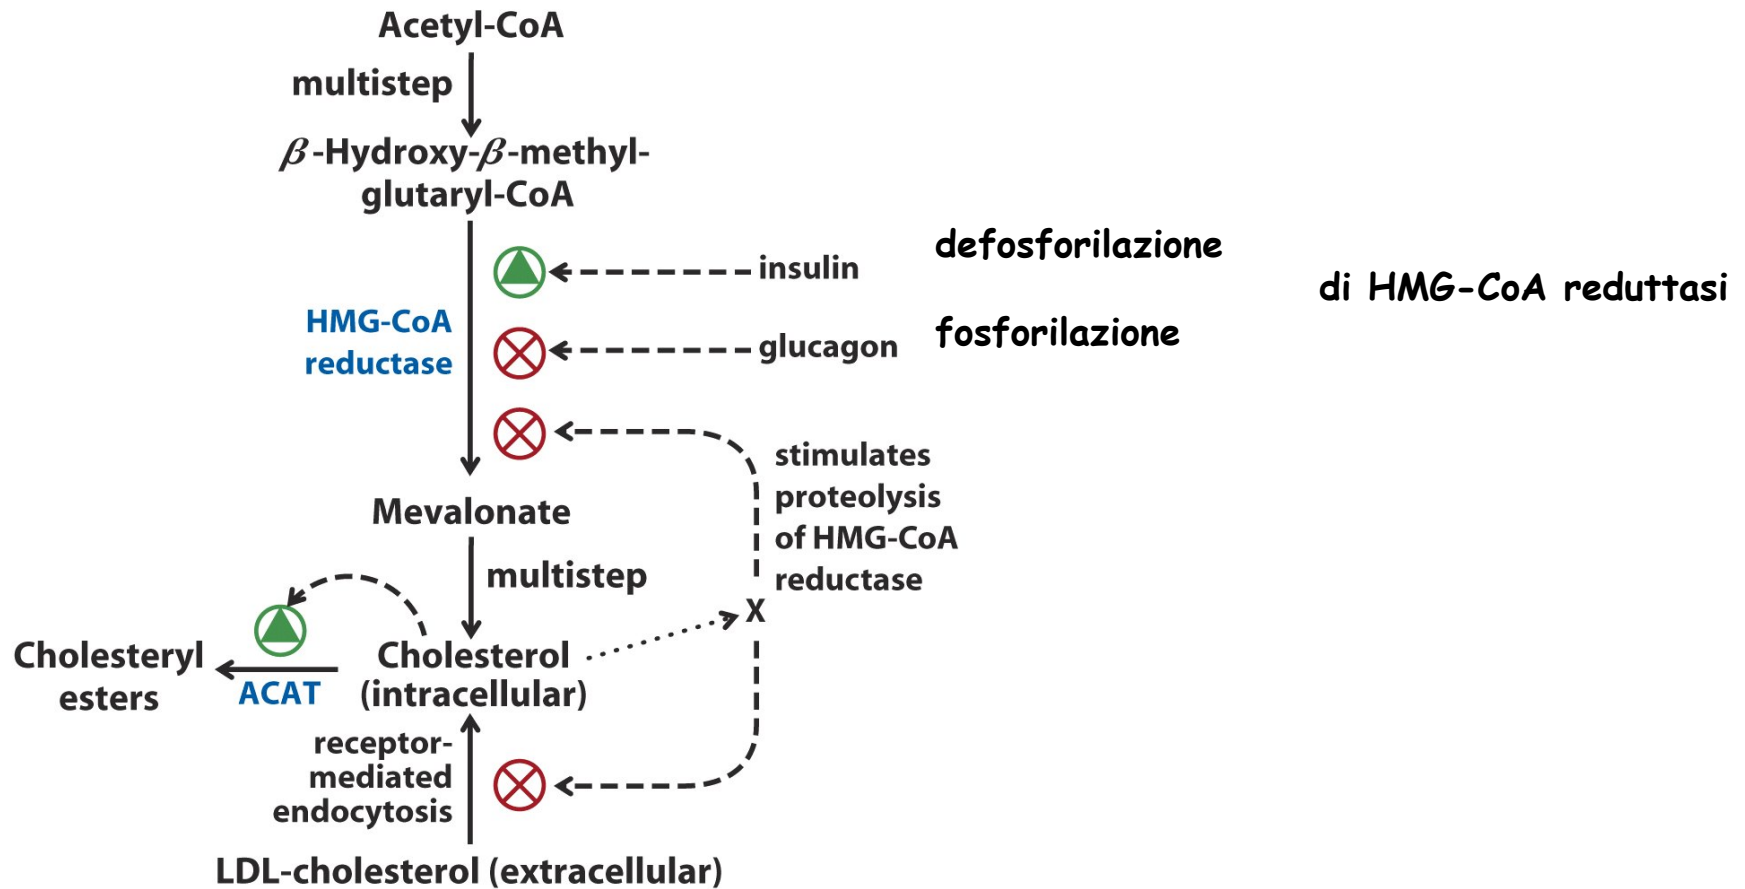 Acetyl-CoA
multistep
β-Hydroxy-β-methyl-
glutaryl-CoA
insulin
defosforilazione
di HMG-CoA reduttasi
HMG-CoA
reductase
glucagon
fosforilazione
stimulates
proteolysis
of HMG-CoA
reductase
Mevalonate
multistep
X
Cholesteryl
esters
ACAT
Cholesterol
(intracellular)
receptor-
mediated
endocytosis
LDL-cholesterol (extracellular)